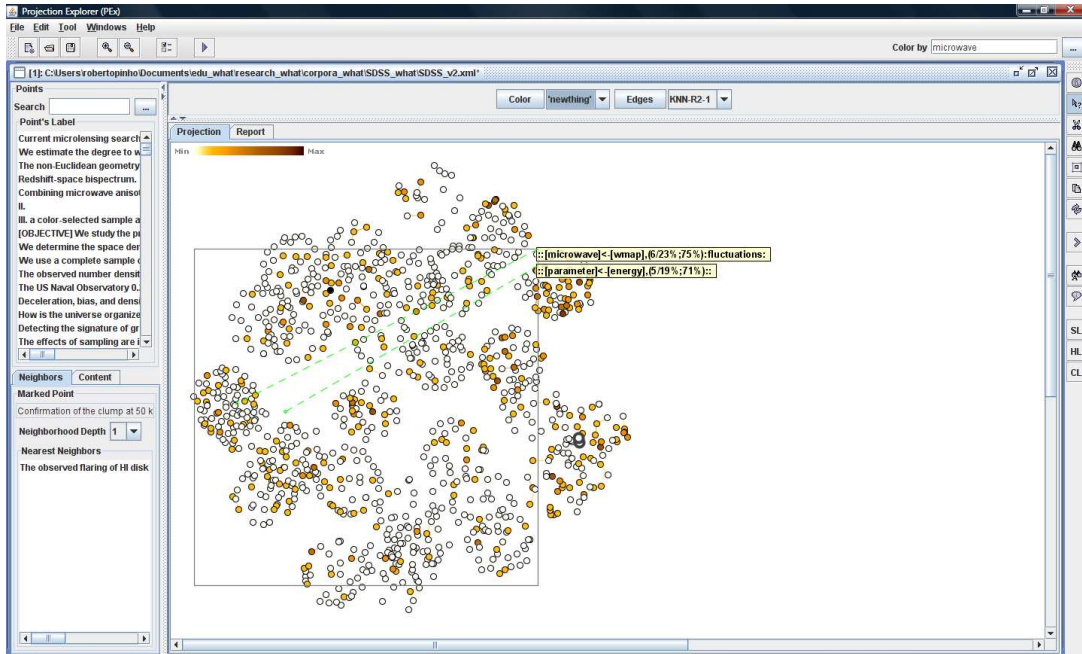 Projection Explorer (PEx)
File Edit Tool Windows Help
Color by microwave ...
[1]: C:\Users\robertopinho\Documents\edu_what\research_what\corpora_what\SDSS_what\SDSS_v2.xml*
Points
Search ...
Point's Label
Current microlensing search
We estimate the degree to w
The non-Euclidean geometry
Redshift-space bispectrum.
Combining microwave anisot
II.
III. a color-selected sample a
[OBJECTIVE] We study the pr
We determine the space der
We use a complete sample o
The observed number densit
The US Naval Observatory 0..
Deceleration, bias, and densi
How is the universe organize
Detecting the signature of gr
The effects of sampling are i
Neighbors Content
Marked Point
Confirmation of the clump at 50 k
Neighborhood Depth 1
Nearest Neighbors
The observed flaring of HI disk
Color 'newthing' Edges KNN-R2-1
Projection Report
Min Max
::[microwave]<-[wmap],(6/23%;75%):fluctuations:
::[parameter]<-[energy],(5/19%;71%)::
SL
HL
CL